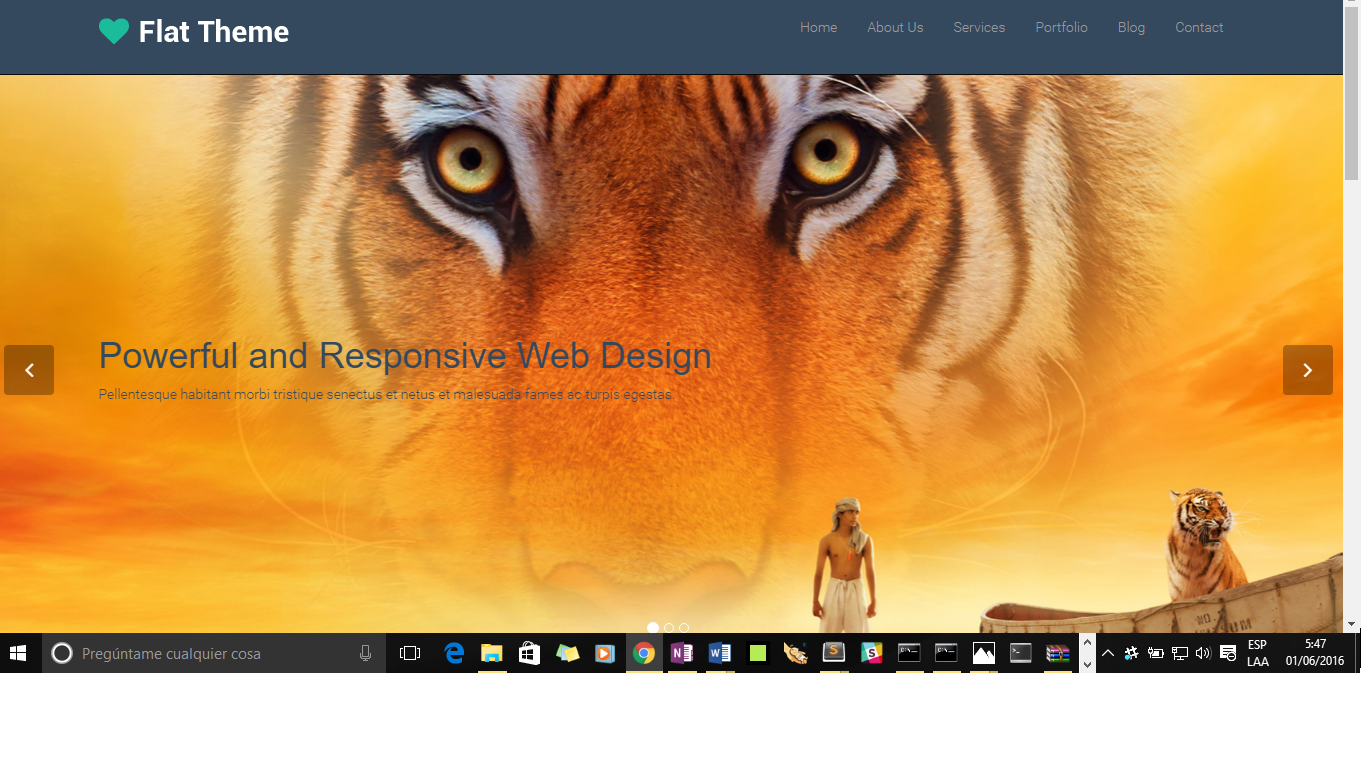 Flat Theme
Home About Us Services Portfolio Blog Contact
Powerful and Responsive Web Design
Pellentesque habitant morbi tristique senectus et netus et malesuada fames ac turpis egestas
Pregúntame cualquier cosa
ESP
LAA
5:47
01/06/2016